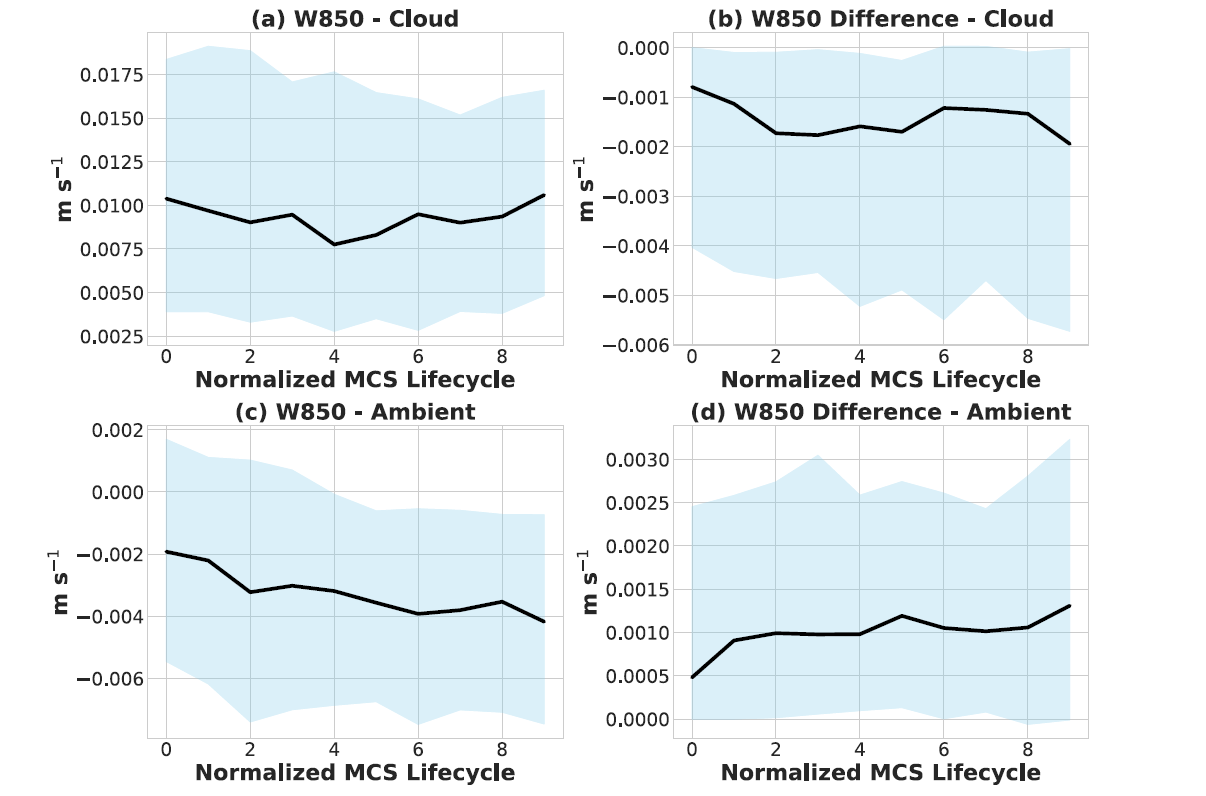 (a) W850 - Cloud
m s⁻¹
0.0175
0.0150
0.0125
0.0100
0.0075
0.0050
0.0025
0 2 4 6 8
Normalized MCS Lifecycle
(b) W850 Difference - Cloud
m s⁻¹
0.000
−0.001
−0.002
−0.003
−0.004
−0.005
−0.006
0 2 4 6 8
Normalized MCS Lifecycle
(c) W850 - Ambient
m s⁻¹
0.002
0.000
−0.002
−0.004
−0.006
0 2 4 6 8
Normalized MCS Lifecycle
(d) W850 Difference - Ambient
m s⁻¹
0.0030
0.0025
0.0020
0.0015
0.0010
0.0005
0.0000
0 2 4 6 8
Normalized MCS Lifecycle